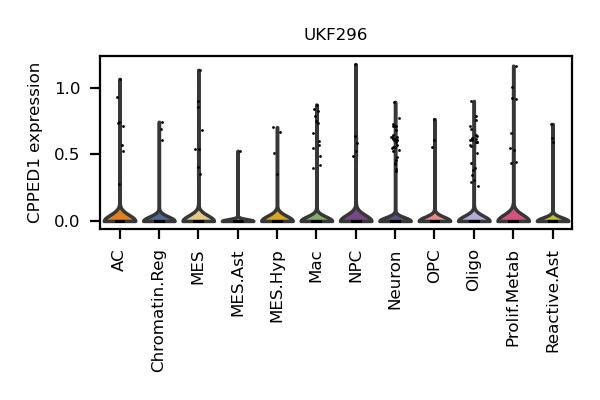 UKF296
CPPED1 expression
1.0
0.5
0.0
AC
Chromatin.Reg
MES
MES.Ast
MES.Hyp
Mac
NPC
Neuron
OPC
Oligo
Prolif.Metab
Reactive.Ast